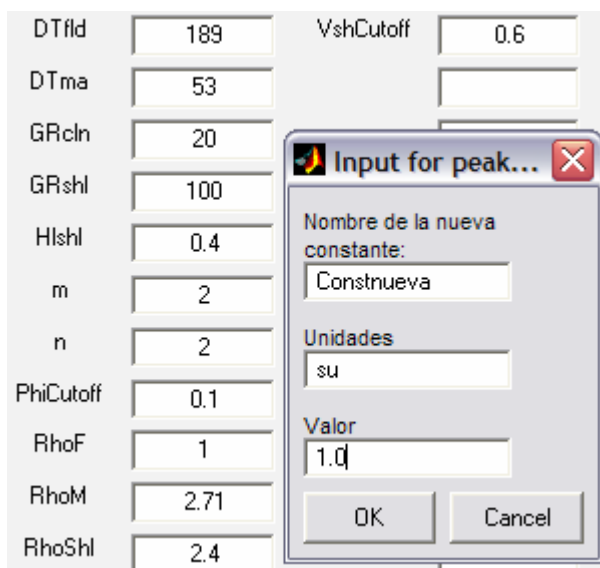 DTfld 189 VshCutoff 0.6
DTma 53
GRcln 20
GRshl 100
HIshl 0.4
m 2
n 2
PhiCutoff 0.1
RhoF 1
RhoM 2.71
RhoShl 2.4
Input for peak...
Nombre de la nueva
constante:
Constnueva
Unidades
su
Valor
1.0
OK Cancel